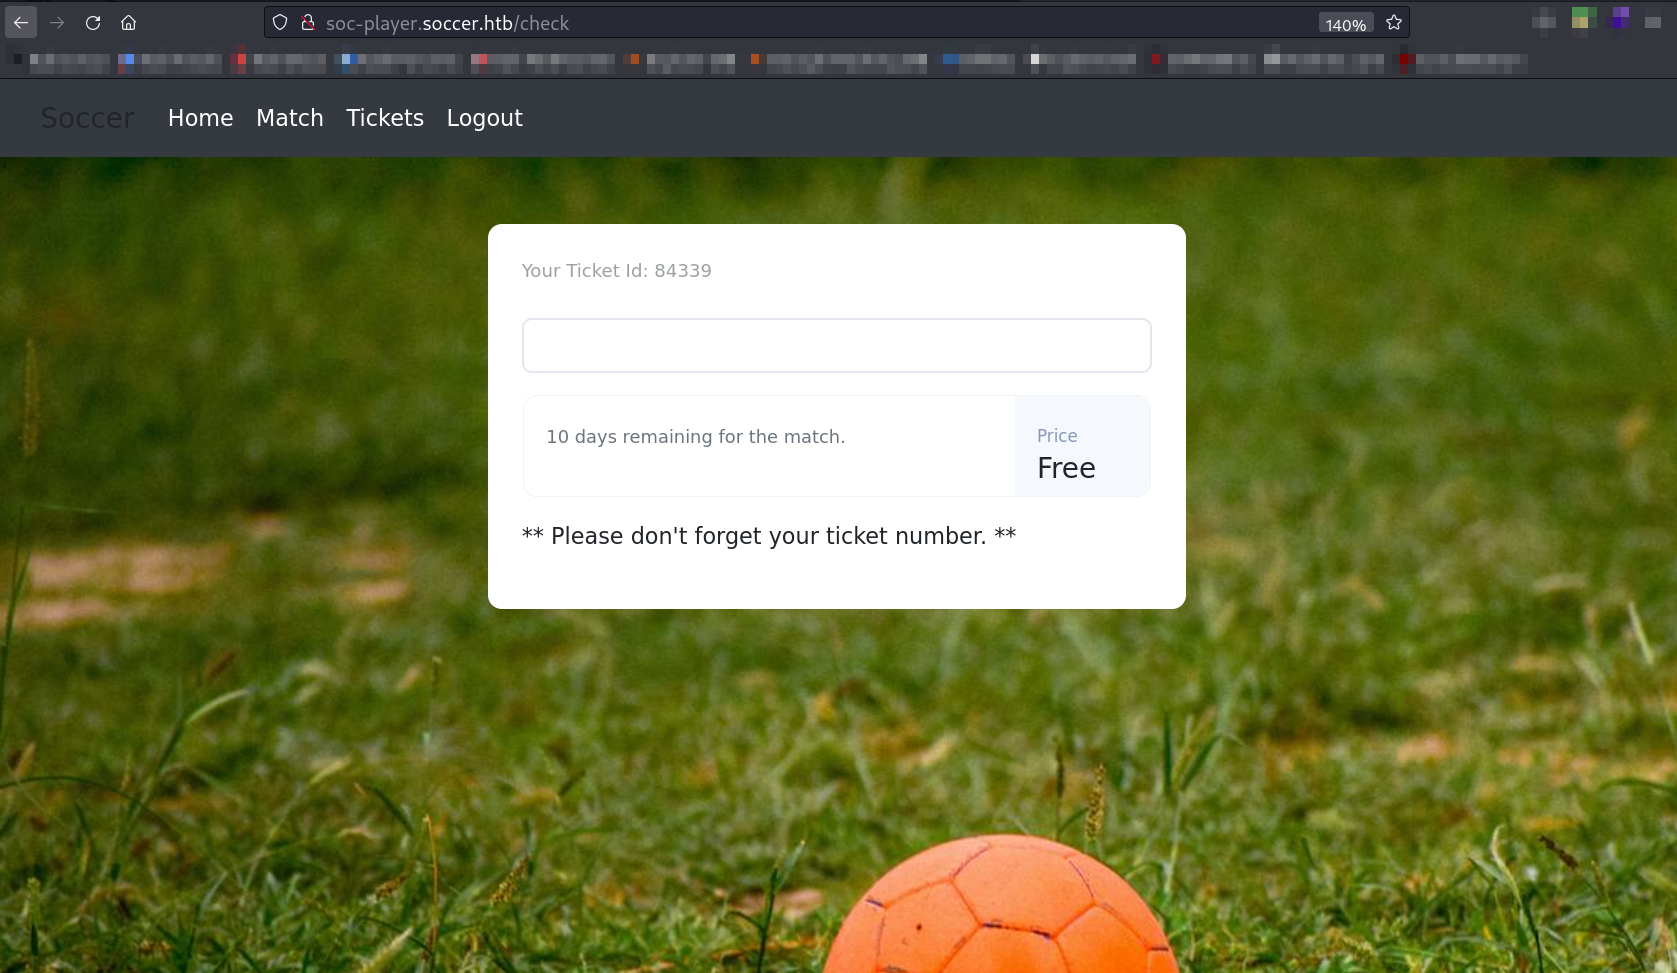 soc-player.soccer.htb/check
140%
Soccer Home Match Tickets Logout
Your Ticket Id: 84339
10 days remaining for the match.
Price
Free
** Please don't forget your ticket number. **